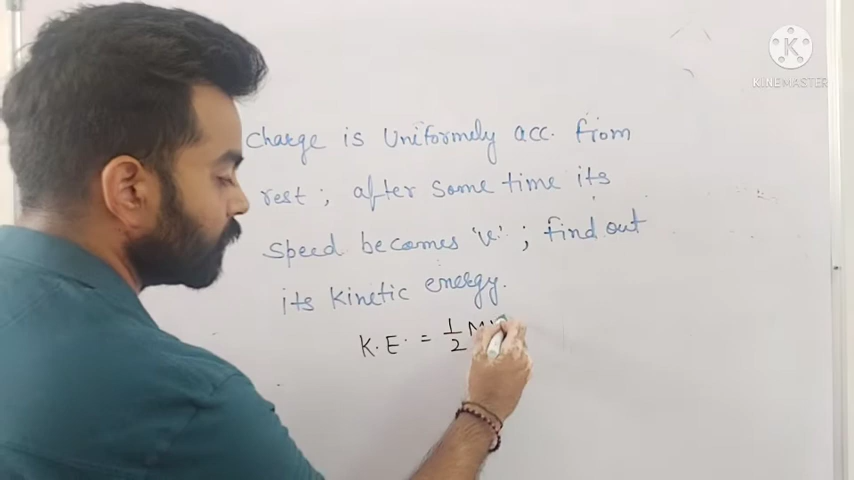 K
KINEMASTER
charge is Uniformely acc. from
rest ; after some time its
speed becomes 'v' ; find out
its kinetic energy.
K.E. = 1/2 M